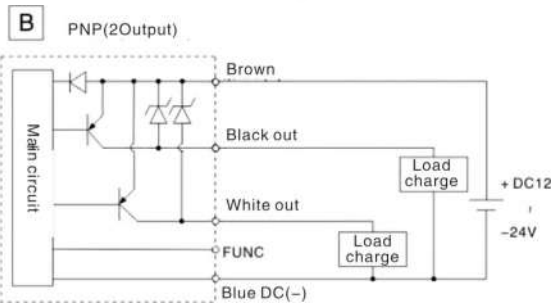 B
PNP(2Output)
Brown
Black out
Main circuit
Load
charge
+ DC12
~
−24V
White out
Load
charge
FUNC
Blue DC(−)